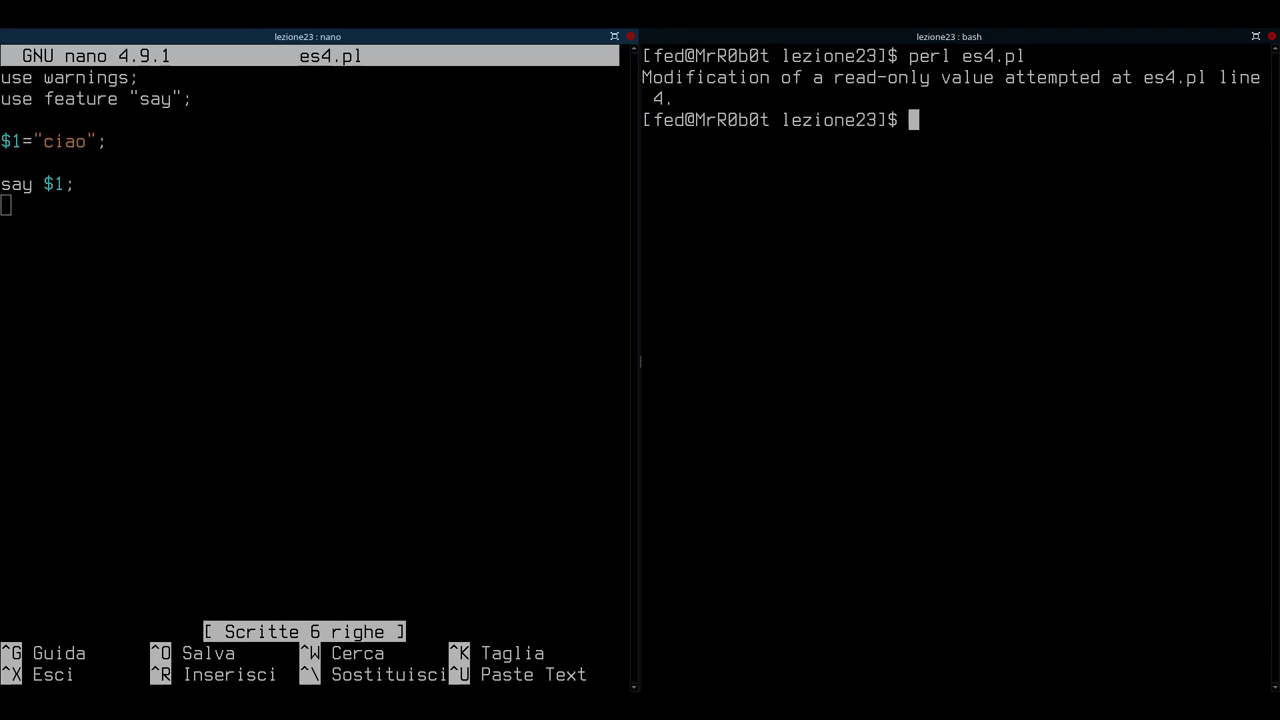 lezione23 : nano
GNU nano 4.9.1 es4.pl
use warnings;
use feature "say";
$1="ciao";
say $1;
[ Scritte 6 righe ]
^G Guida ^O Salva ^W Cerca ^K Taglia
^X Esci ^R Inserisci ^\ Sostituisci ^U Paste Text
lezione23 : bash
[fed@MrR0b0t lezione23]$ perl es4.pl
Modification of a read-only value attempted at es4.pl line
4.
[fed@MrR0b0t lezione23]$